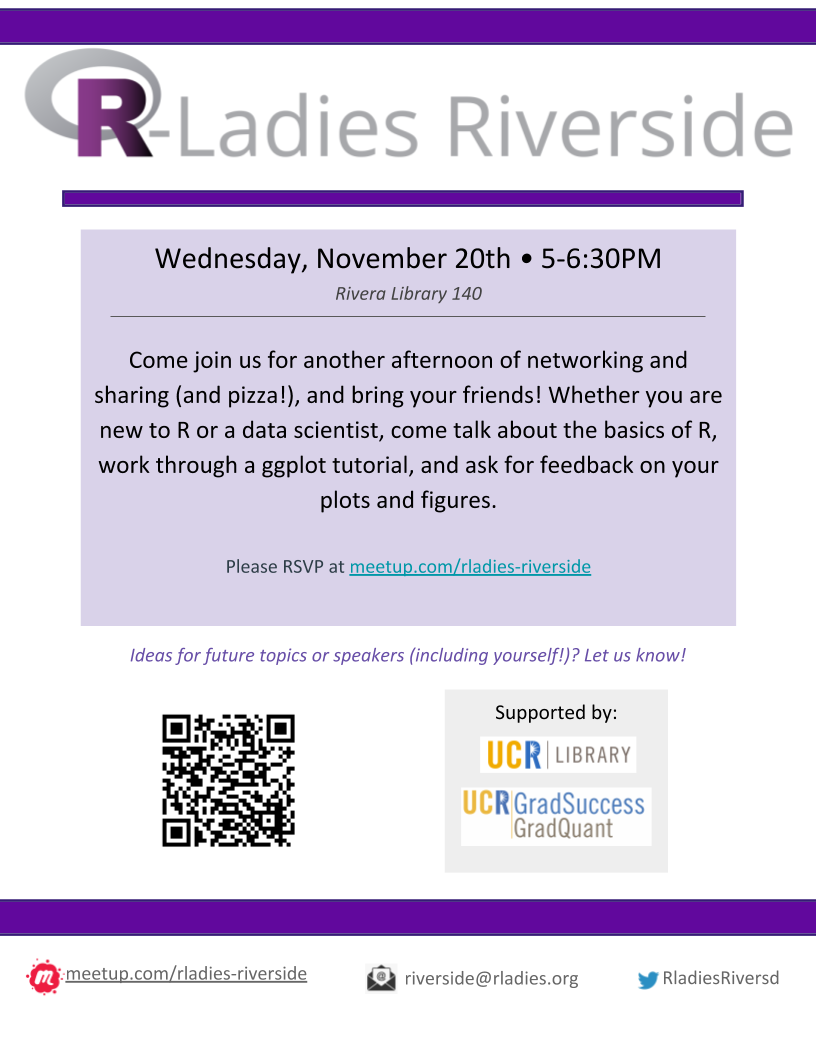 R-Ladies Riverside
Wednesday, November 20th • 5-6:30PM
Rivera Library 140
Come join us for another afternoon of networking and
sharing (and pizza!), and bring your friends! Whether you are
new to R or a data scientist, come talk about the basics of R,
work through a ggplot tutorial, and ask for feedback on your
plots and figures.
Please RSVP at meetup.com/rladies-riverside
Ideas for future topics or speakers (including yourself!)? Let us know!
Supported by:
UCR | LIBRARY
UCR GradSuccess
GradQuant
m meetup.com/rladies-riverside
@ riverside@rladies.org
RladiesRiversd